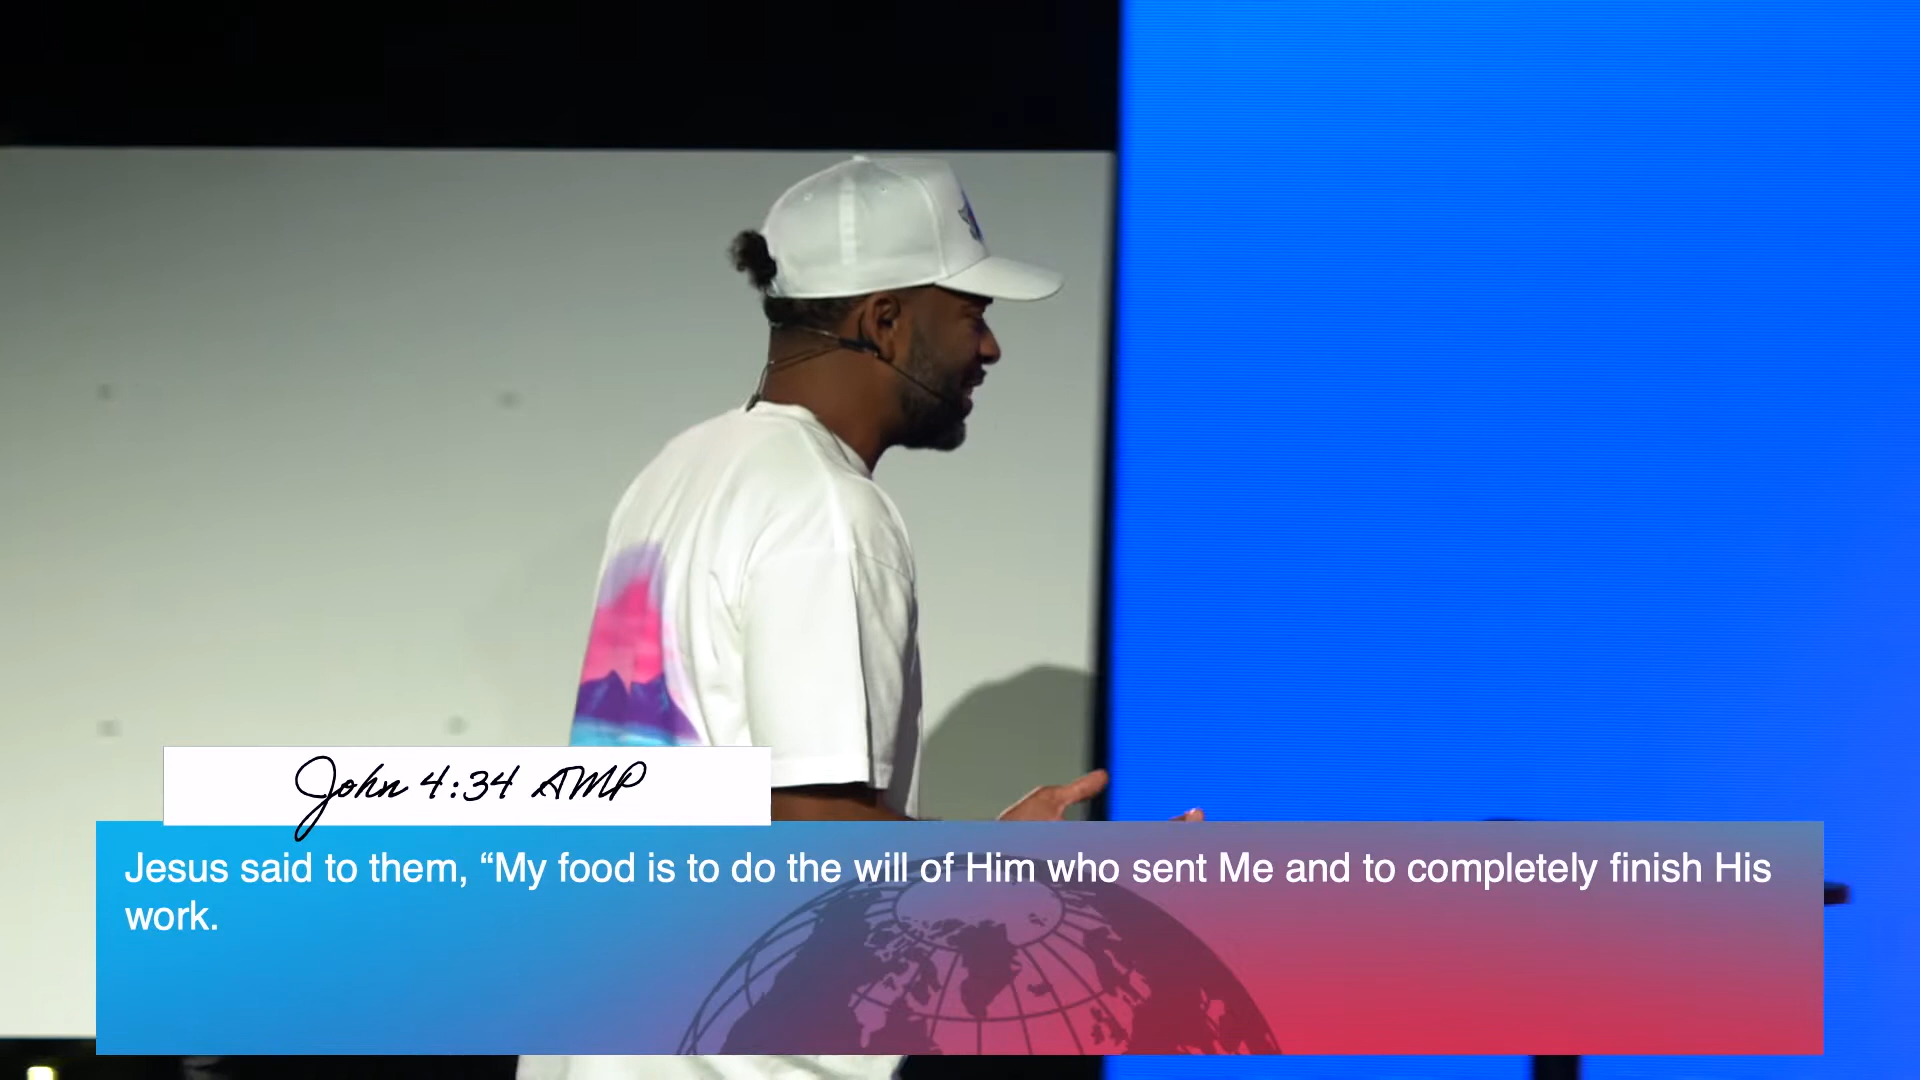 John 4:34 AMP
Jesus said to them, “My food is to do the will of Him who sent Me and to completely finish His
work.